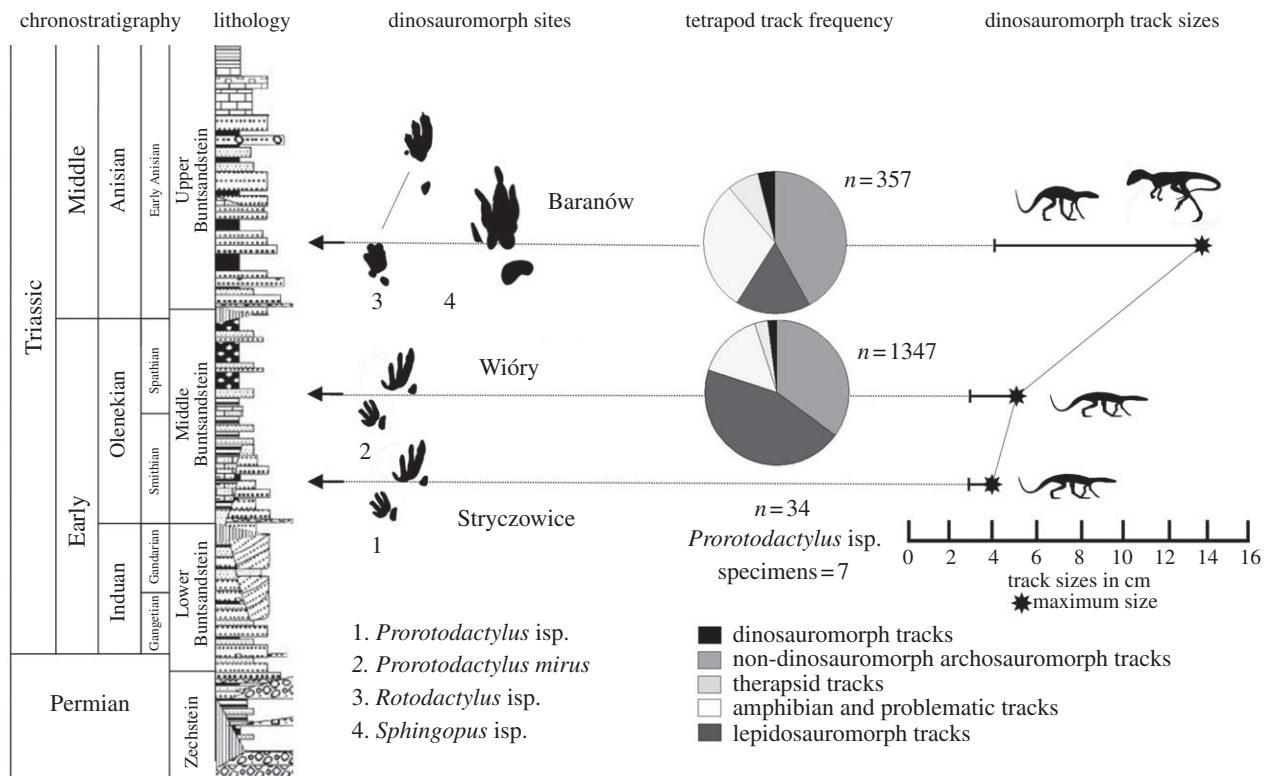 chronostratigraphy lithology dinosauromorph sites tetrapod track frequency dinosauromorph track sizes
Triassic
Middle
Early
Anisian
Olenekian
Induan
Early Anisian
Spathian
Smithian
Gandarian
Gangetian
Upper
Buntsandstein
Middle
Buntsandstein
Lower
Buntsandstein
Zechstein
Permian
Baranów
n = 357
3 4
Wióry
n = 1347
2
Stryczowice
1
n = 34
Prorotodactylus isp.
specimens = 7
0 2 4 6 8 10 12 14 16
track sizes in cm
maximum size
1. Prorotodactylus isp.
2. Prorotodactylus mirus
3. Rotodactylus isp.
4. Sphingopus isp.
dinosauromorph tracks
non-dinosauromorph archosauromorph tracks
therapsid tracks
amphibian and problematic tracks
lepidosauromorph tracks